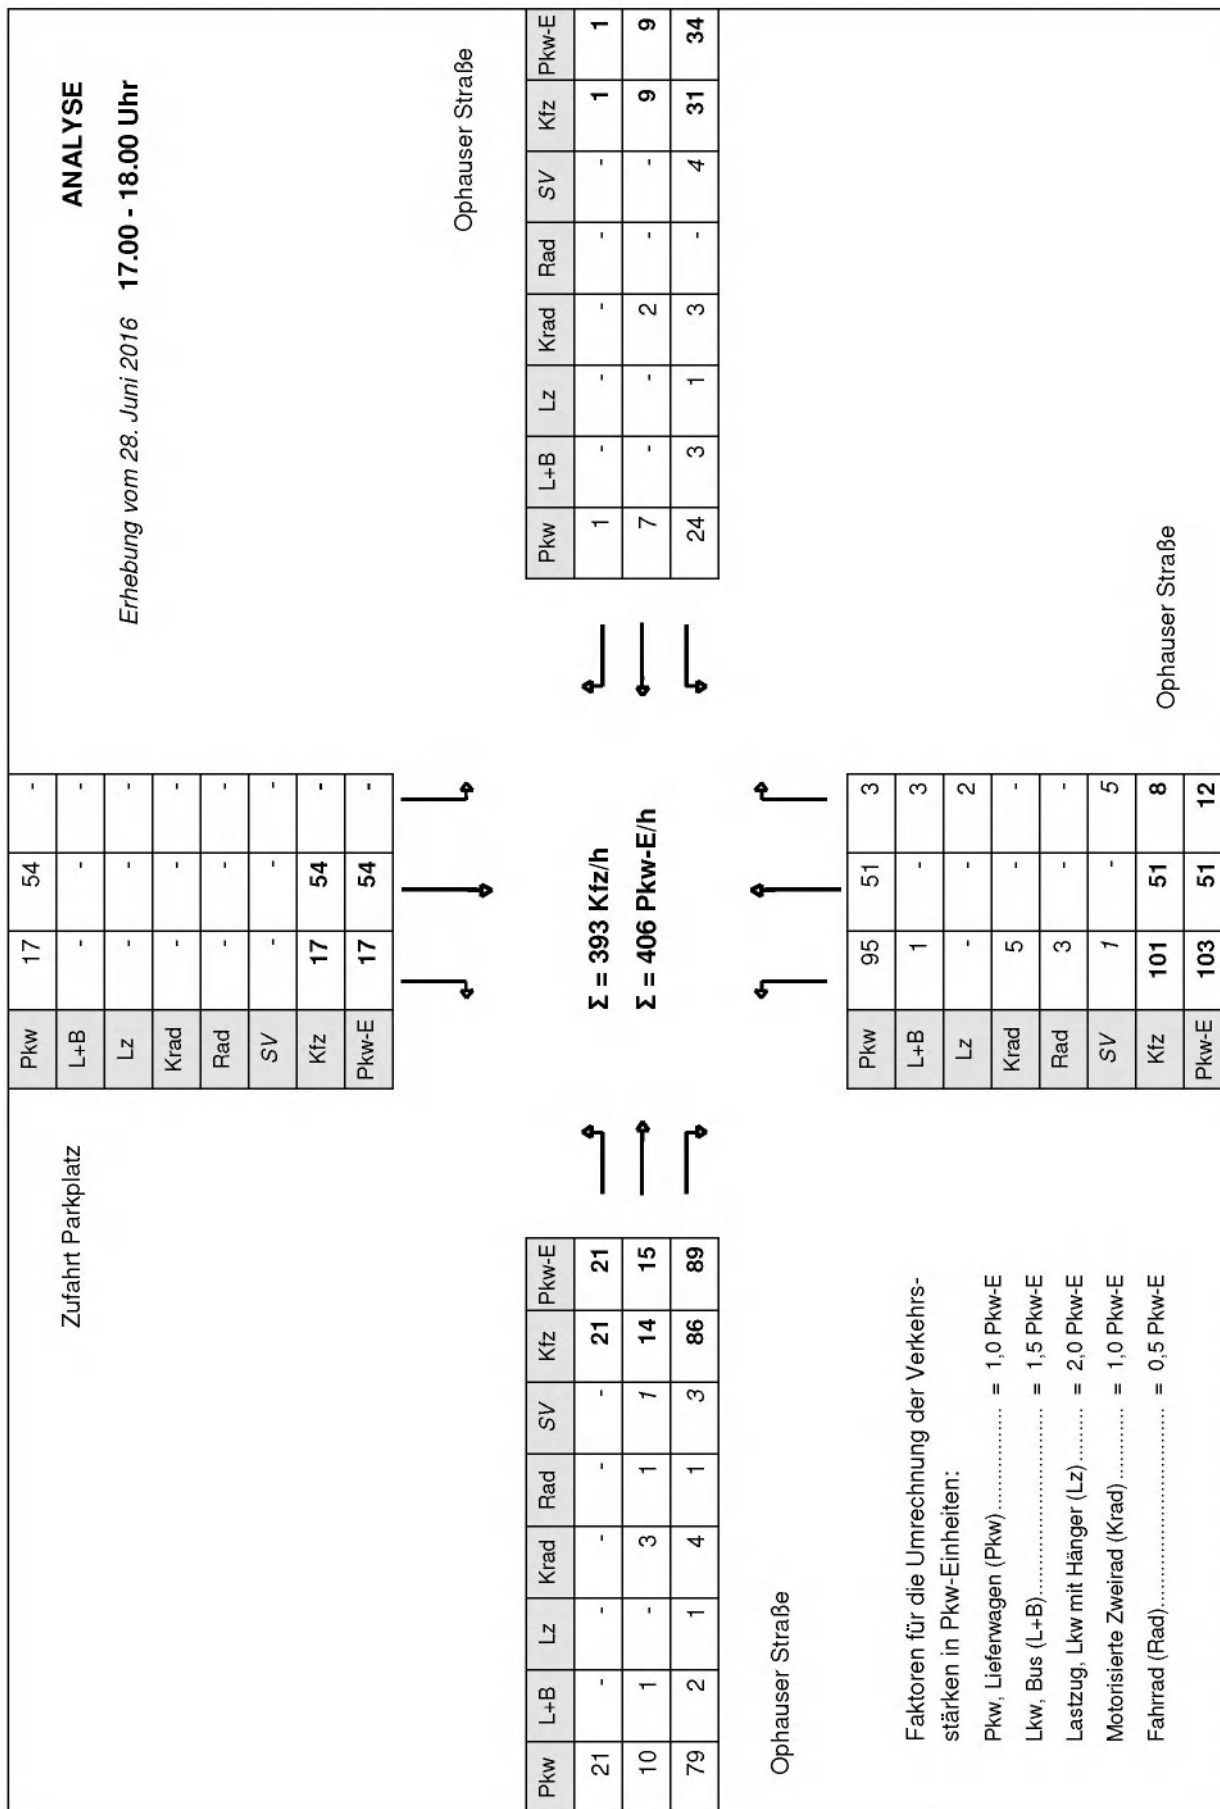 ANALYSE
Erhebung vom 28. Juni 2016 17.00 - 18.00 Uhr
Zufahrt Parkplatz
Pkw 17 54 -
L+B - - -
Lz - - -
Krad - - -
Rad - - -
SV - - -
Kfz 17 54 -
Pkw-E 17 54 -
Ophauser Straße
Pkw L+B Lz Krad Rad SV Kfz Pkw-E
21 - - - - - 21 21
10 1 - 3 1 1 14 15
79 2 1 4 1 3 86 89
Σ = 393 Kfz/h
Σ = 406 Pkw-E/h
Ophauser Straße
Pkw L+B Lz Krad Rad SV Kfz Pkw-E
1 - - - - - 1 1
7 - - 2 - - 9 9
24 3 1 3 - 4 31 34
Pkw 95 51 3
L+B 1 - 3
Lz - - 2
Krad 5 - -
Rad 3 - -
SV 1 - 5
Kfz 101 51 8
Pkw-E 103 51 12
Ophauser Straße
Faktoren für die Umrechnung der Verkehrs-
stärken in Pkw-Einheiten:
Pkw, Lieferwagen (Pkw)................ = 1,0 Pkw-E
Lkw, Bus (L+B)............................... = 1,5 Pkw-E
Lastzug, Lkw mit Hänger (Lz).......... = 2,0 Pkw-E
Motorisierte Zweirad (Krad)............ = 1,0 Pkw-E
Fahrrad (Rad)................................. = 0,5 Pkw-E